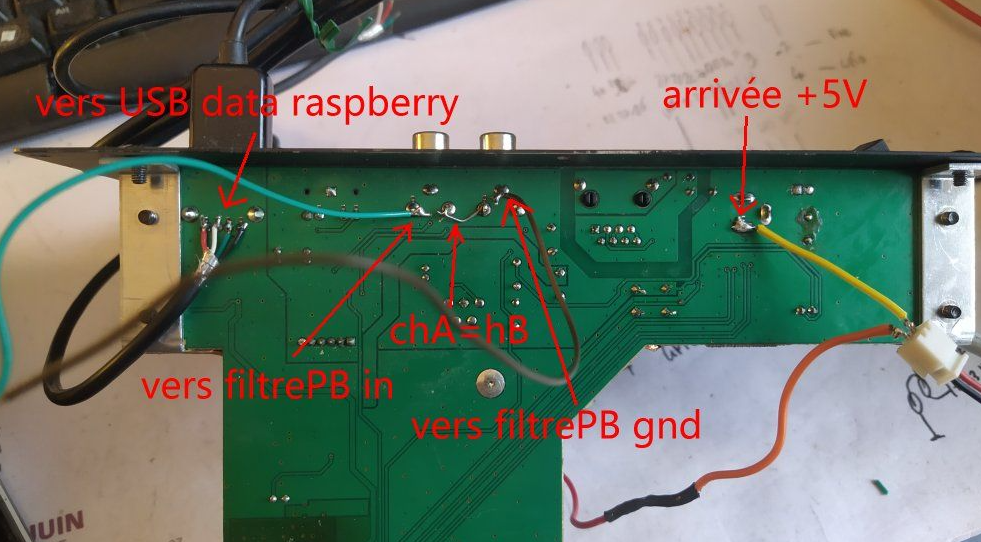 vers USB data raspberry
arrivée +5V
chA=hB
vers filtrePB in
vers filtrePB gnd